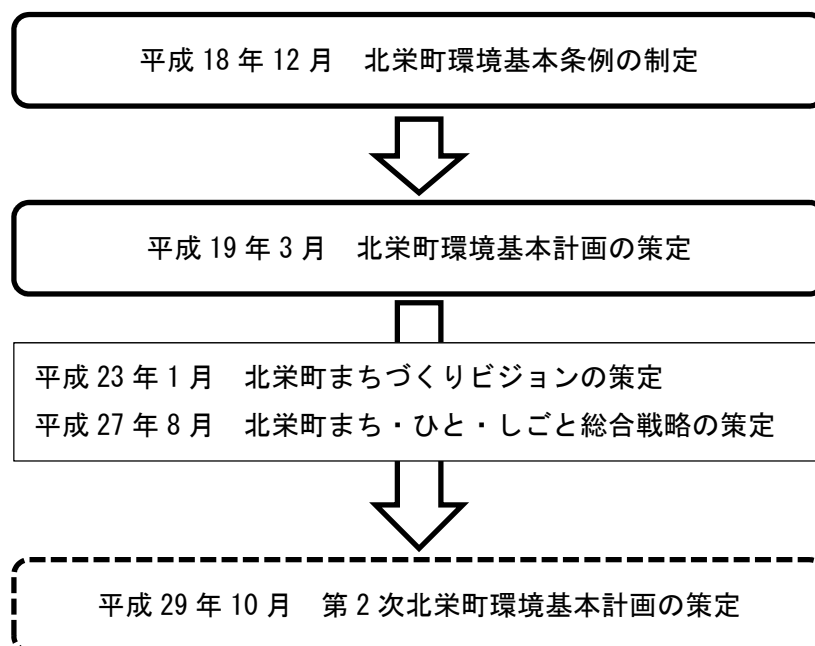 平成 18 年 12 月　北栄町環境基本条例の制定
平成 19 年 3 月　北栄町環境基本計画の策定
平成 23 年 1 月　北栄町まちづくりビジョンの策定
平成 27 年 8 月　北栄町まち・ひと・しごと総合戦略の策定
平成 29 年 10 月　第 2 次北栄町環境基本計画の策定